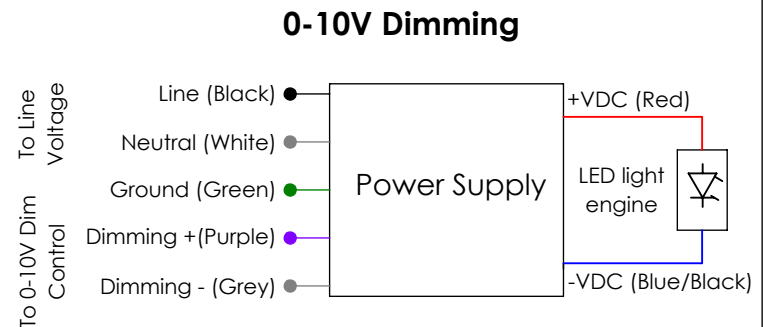 0-10V Dimming
To Line
Voltage
Line (Black)
Neutral (White)
Ground (Green)
To 0-10V Dim
Control
Dimming +(Purple)
Dimming - (Grey)
Power Supply
+VDC (Red)
LED light
engine
-VDC (Blue/Black)